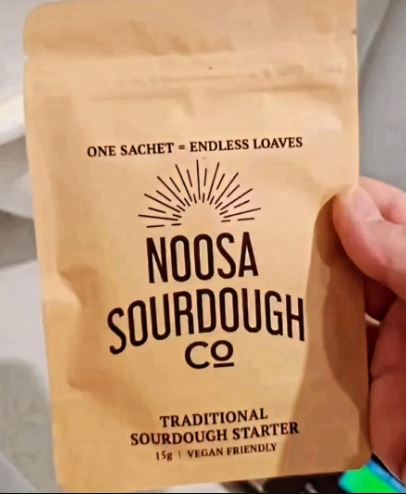 ONE SACHET = ENDLESS LOAVES
NOOSA
SOURDOUGH
CO
TRADITIONAL
SOURDOUGH STARTER
15g | VEGAN FRIENDLY